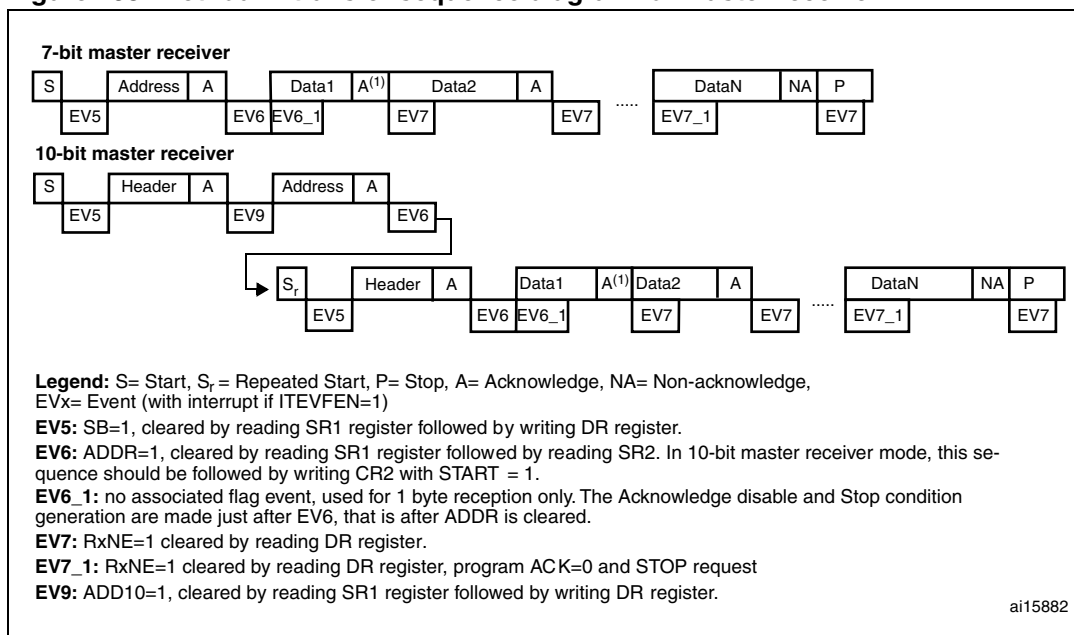 7-bit master receiver
S Address A Data1 A(1) Data2 A ..... DataN NA P
EV5 EV6 EV6_1 EV7 EV7 EV7_1 EV7
10-bit master receiver
S Header A Address A
EV5 EV9 EV6
Sr Header A Data1 A(1) Data2 A ..... DataN NA P
EV5 EV6 EV6_1 EV7 EV7 EV7_1 EV7
Legend: S= Start, Sr = Repeated Start, P= Stop, A= Acknowledge, NA= Non-acknowledge,
EVx= Event (with interrupt if ITEVFEN=1)
EV5: SB=1, cleared by reading SR1 register followed by writing DR register.
EV6: ADDR=1, cleared by reading SR1 register followed by reading SR2. In 10-bit master receiver mode, this se-
quence should be followed by writing CR2 with START = 1.
EV6_1: no associated flag event, used for 1 byte reception only. The Acknowledge disable and Stop condition
generation are made just after EV6, that is after ADDR is cleared.
EV7: RxNE=1 cleared by reading DR register.
EV7_1: RxNE=1 cleared by reading DR register, program ACK=0 and STOP request
EV9: ADD10=1, cleared by reading SR1 register followed by writing DR register.
ai15882